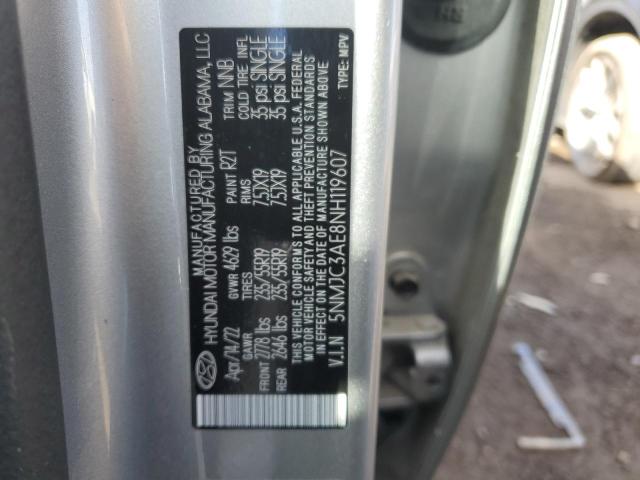 MANUFACTURED BY
HYUNDAI MOTOR MANUFACTURING ALABAMA, LLC
Apr/14/22 GVWR 4629 lbs PAINT R2T TRIM NNB
GAWR TIRES RIMS COLD TIRE INFL
FRONT 2778 lbs 235/55R19 7.5JX19 35 psi SINGLE
REAR 2646 lbs 235/55R19 7.5JX19 35 psi SINGLE
THIS VEHICLE CONFORMS TO ALL APPLICABLE U.S.A. FEDERAL
MOTOR VEHICLE SAFETY AND THEFT PREVENTION STANDARDS
IN EFFECT ON THE DATE OF MANUFACTURE SHOWN ABOVE
V.I.N 5NMJC3AE8NH119607 TYPE: MPV